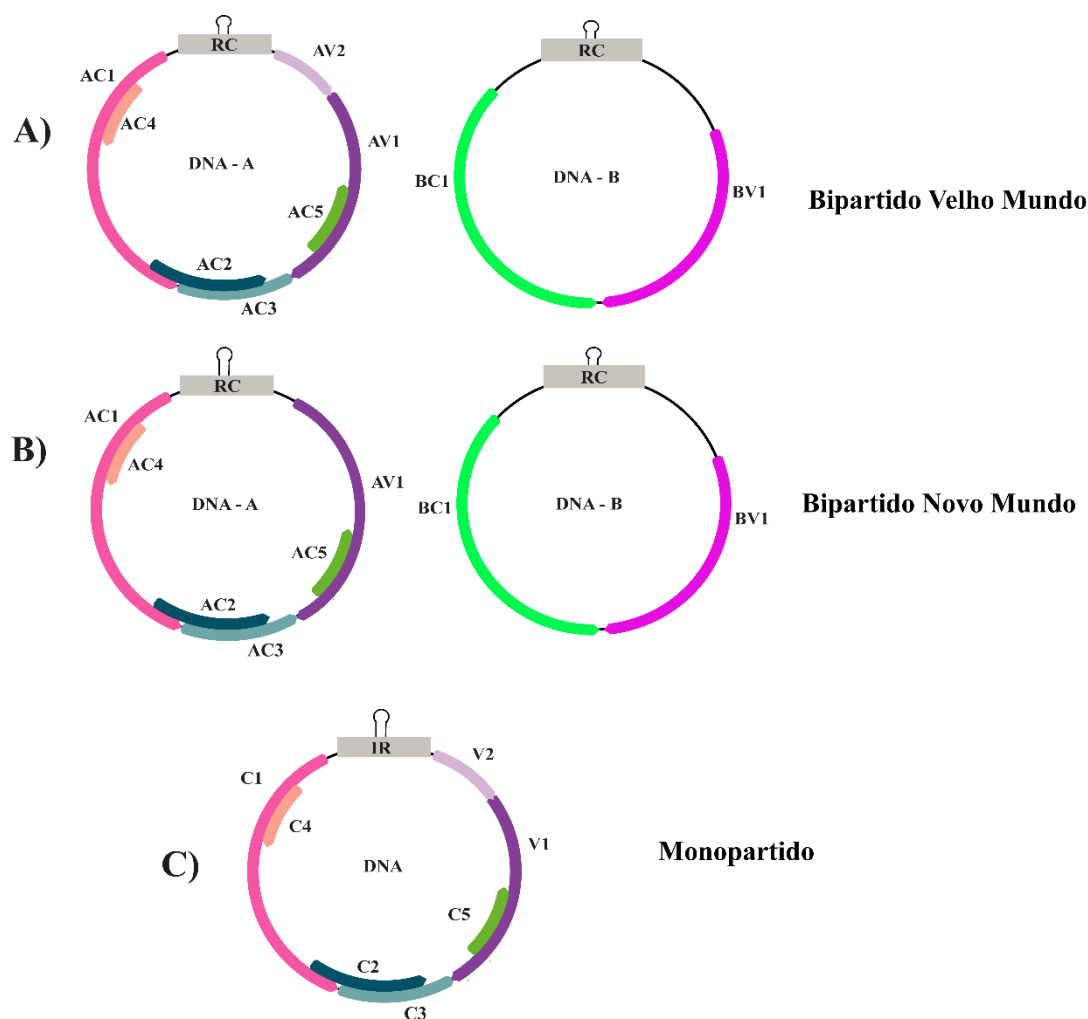 RC
AV2
AC1
AC4
A)
AV1
DNA - A
AC5
AC2
AC3
RC
BC1
DNA - B
BV1
Bipartido Velho Mundo
RC
AC1
AC4
B)
AV1
DNA - A
AC5
AC2
AC3
RC
BC1
DNA - B
BV1
Bipartido Novo Mundo
IR
V2
C1
C4
V1
C)
DNA
C5
C2
C3
Monopartido